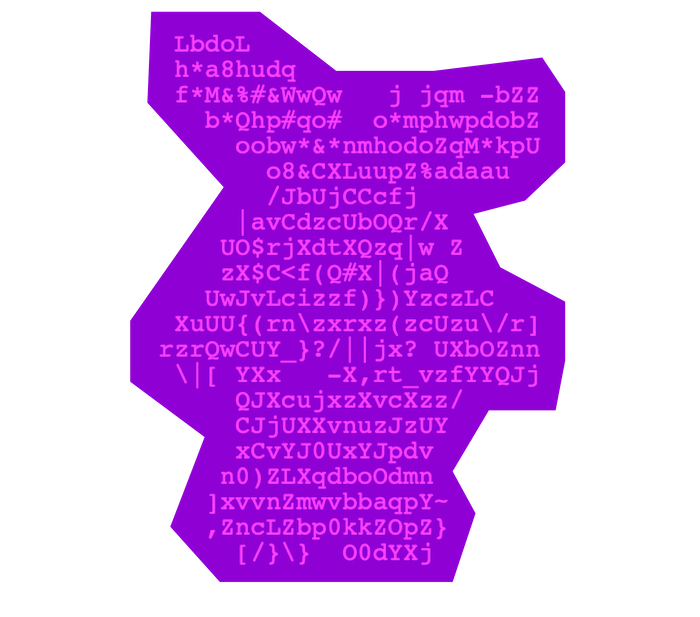 LbdoL
h*a8hudq
f*M&%#&WwQw   j jqm -bZZ
b*Qhp#qo#  o*mphwpdobZ
oobw*&*nmhodoZqM*kpU
o8&CXLuupZ%adaau
/JbUjCCcfj
|avCdzcUbOQr/X
UO$rjXdtXQzq|w Z
zX$C<f(Q#X|(jaQ
UwJvLcizzf)})YzczLC
XuUU{(rn\zxrxz(zcUzu\/r]
rzrQwCUY_}?/||jx? UXbOZnn
\|[ YXx   -X,rt_vzfYYQJj
QJXcujxzXvcXzz/
CJjUXXvnuzJzUY
xCvYJ0UxYJpdv
n0)ZLXqdboOdmn
]xvvnZmwvbbaqpY~
,ZncLZbp0kkZOpZ}
[/}\}  O0dYXj